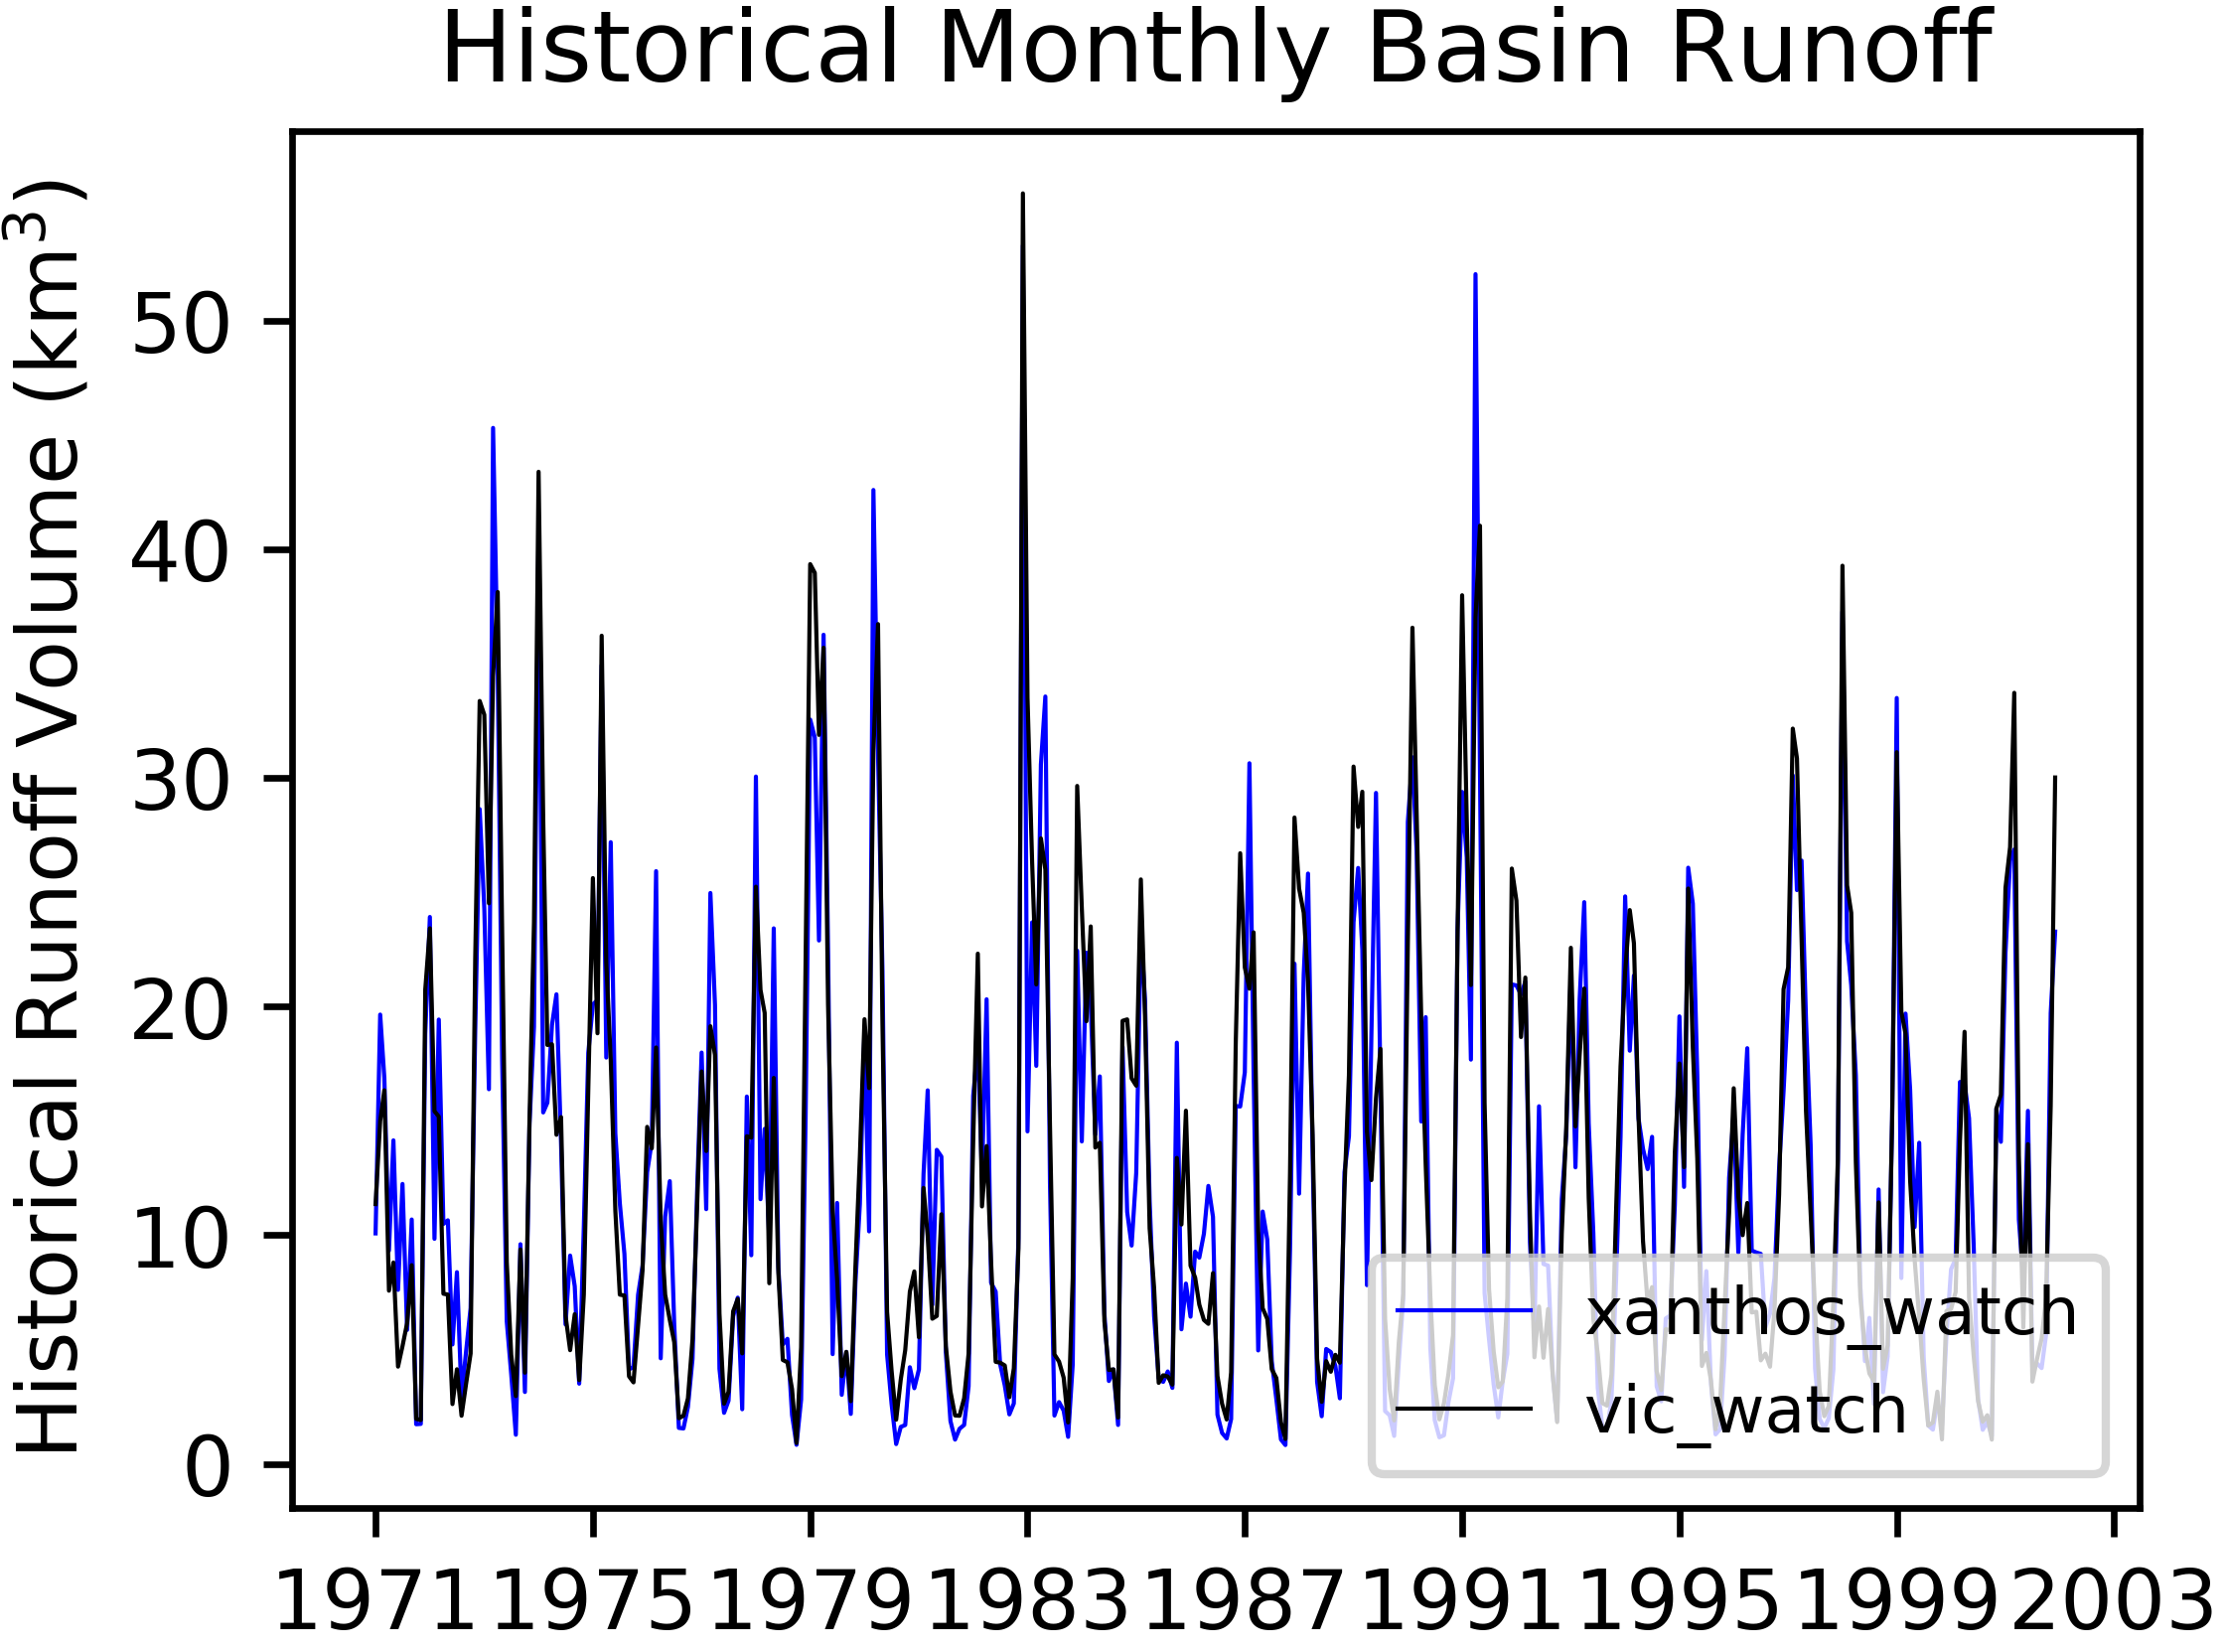 Historical Monthly Basin Runoff
Historical Runoff Volume (km³)
50
40
30
20
10
0
xanthos_watch
vic_watch
1971 1975 1979 1983 1987 1991 1995 1999 2003